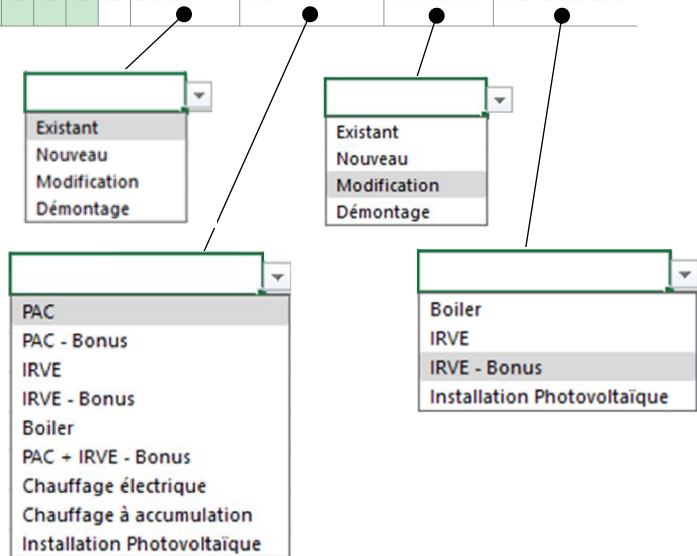 Existant
Nouveau
Modification
Démontage
Existant
Nouveau
Modification
Démontage
PAC
PAC - Bonus
IRVE
IRVE - Bonus
Boiler
PAC + IRVE - Bonus
Chauffage électrique
Chauffage à accumulation
Installation Photovoltaïque
Boiler
IRVE
IRVE - Bonus
Installation Photovoltaïque